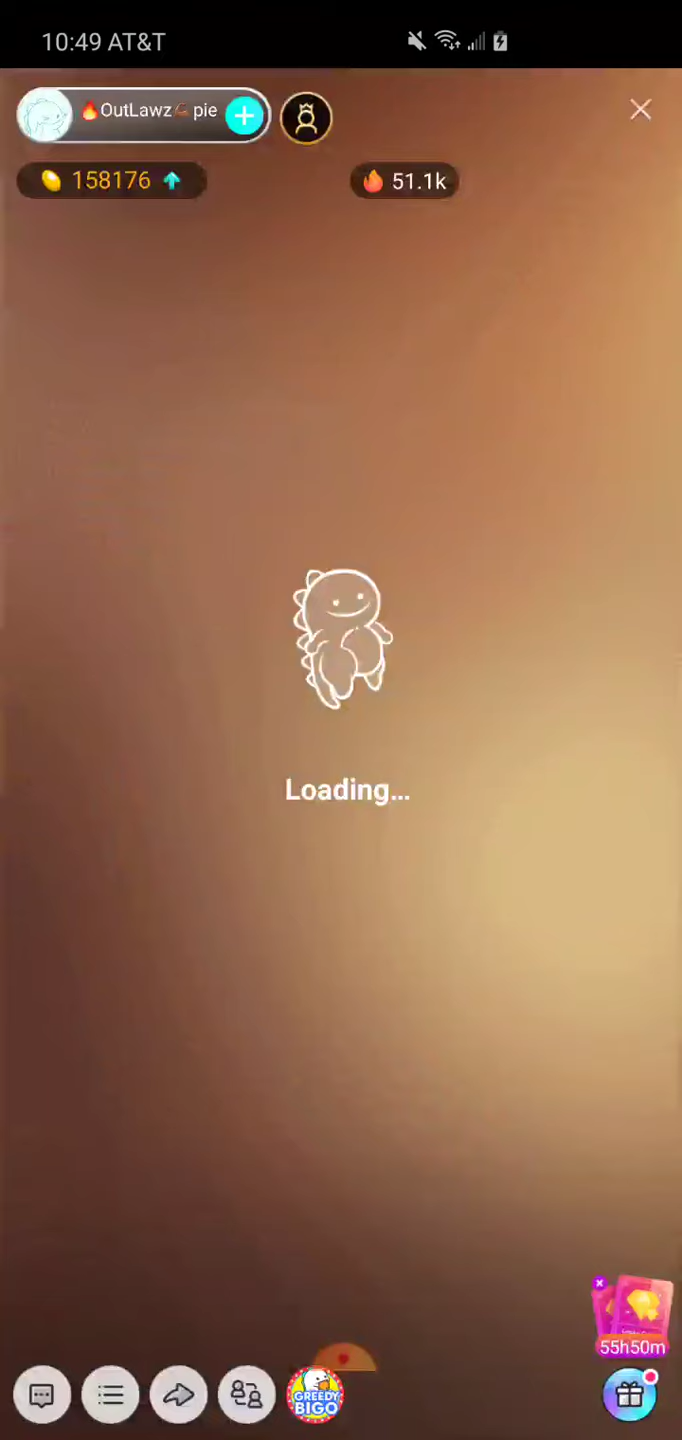 10:49 AT&T
🔥OutLawz pie
158176
51.1k
Loading...
55h50m
GREEDY
BIGO